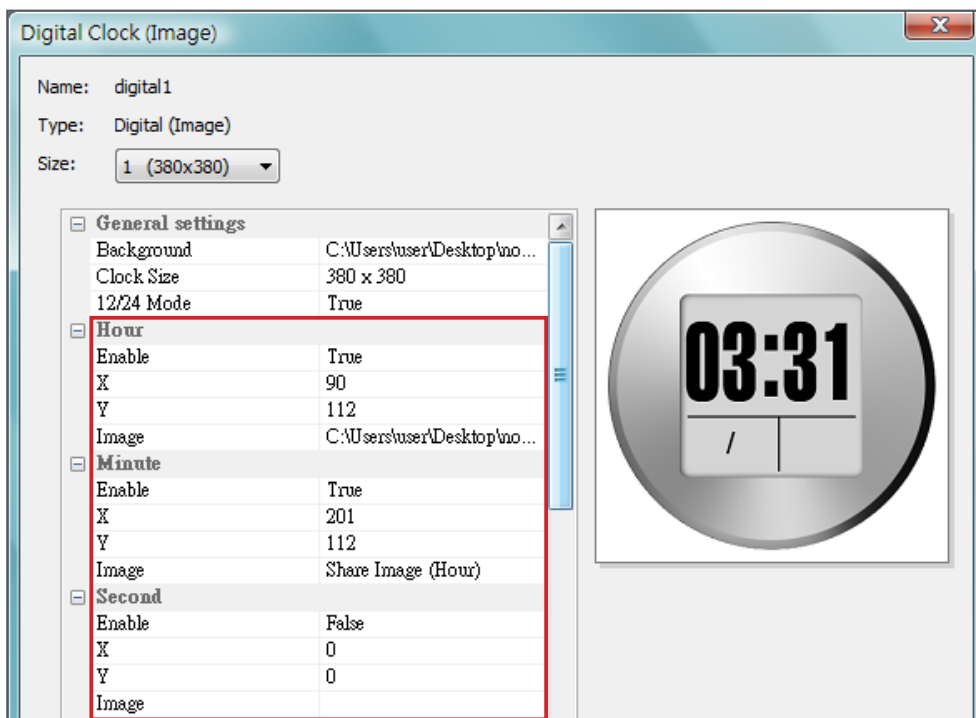 Digital Clock (Image)
Name: digital1
Type: Digital (Image)
Size: 1 (380x380)
General settings
Background C:\Users\user\Desktop\no...
Clock Size 380 x 380
12/24 Mode True
Hour
Enable True
X 90
Y 112
Image C:\Users\user\Desktop\no...
Minute
Enable True
X 201
Y 112
Image Share Image (Hour)
Second
Enable False
X 0
Y 0
Image
03:31
/